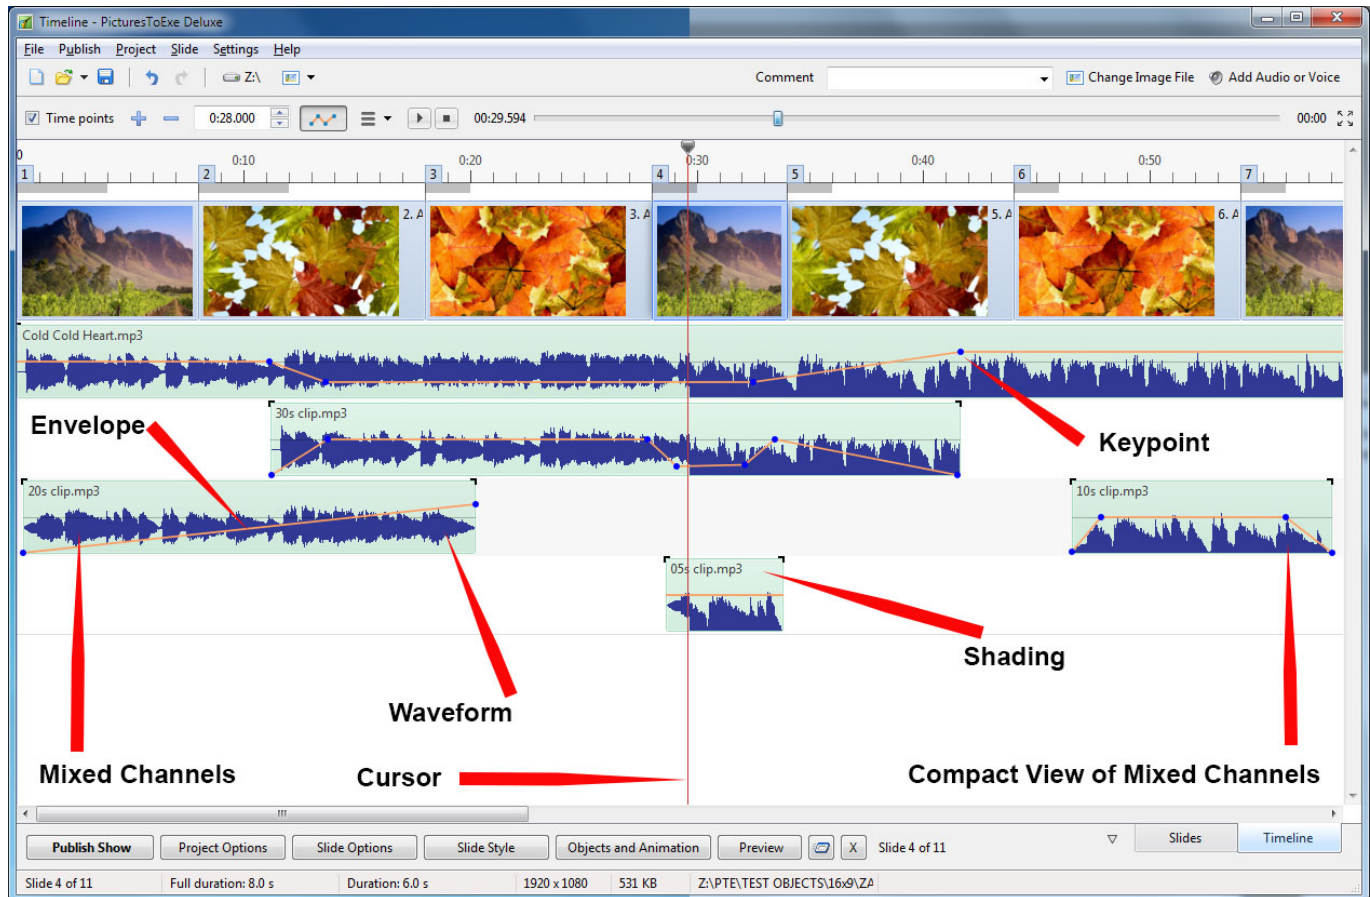 Timeline - PicturesToExe Deluxe
File Publish Project Slide Settings Help
Z:\ Comment Change Image File Add Audio or Voice
Time points 0:28.000 00:29.594 00:00
0 0:10 0:20 0:30 0:40 0:50
1 2 3 4 5 6 7
2. A 3. A 5. A 6. A
Cold Cold Heart.mp3
30s clip.mp3
Envelope
Keypoint
20s clip.mp3
10s clip.mp3
05s clip.mp3
Shading
Waveform
Mixed Channels
Cursor
Compact View of Mixed Channels
Publish Show Project Options Slide Options Slide Style Objects and Animation Preview X Slide 4 of 11 Slides Timeline
Slide 4 of 11 Full duration: 8.0 s Duration: 6.0 s 1920 x 1080 531 KB Z:\PTE\TEST OBJECTS\16x9\ZA